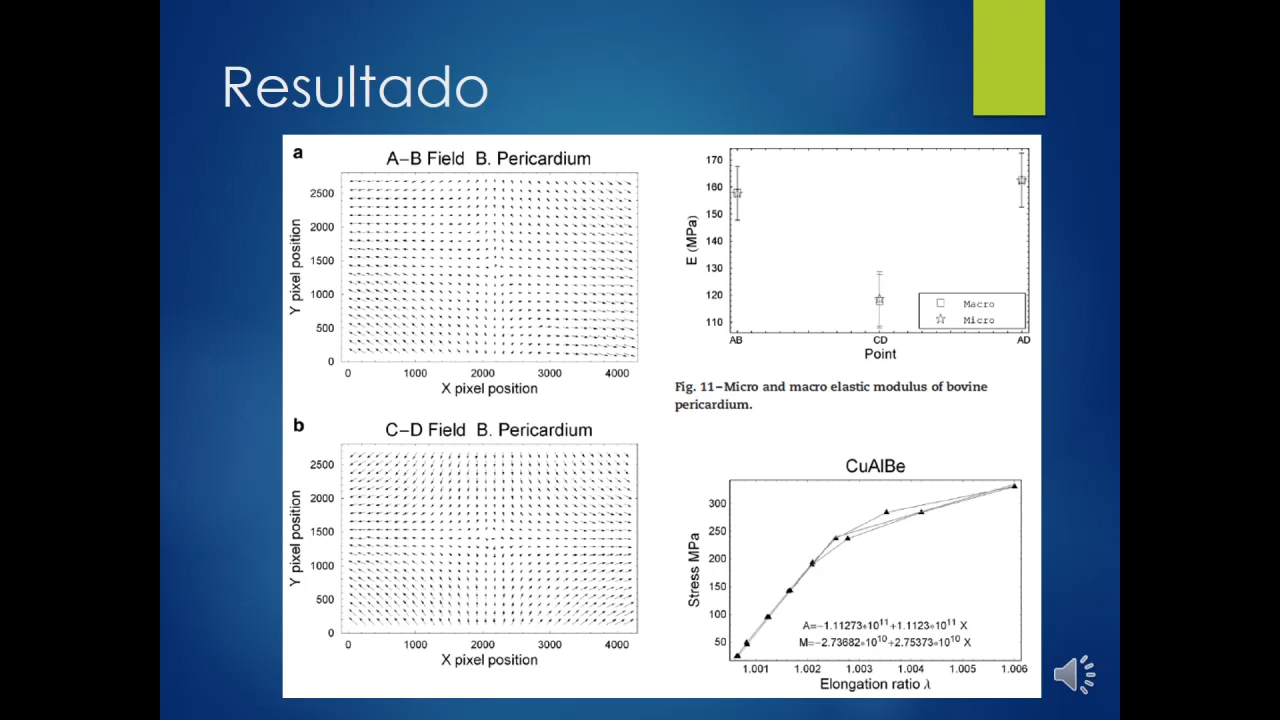 Resultado
a
A–B Field B. Pericardium
Y pixel position
2500
2000
1500
1000
500
0
0 1000 2000 3000 4000
X pixel position
b
C–D Field B. Pericardium
Y pixel position
2500
2000
1500
1000
500
0
0 1000 2000 3000 4000
X pixel position
E (MPa)
170
160
150
140
130
120
110
Macro
Micro
AB CD AD
Point
Fig. 11–Micro and macro elastic modulus of bovine
pericardium.
CuAlBe
Stress MPa
300
250
200
150
100
50
A=−1.11273∗10^11+1.1123∗10^11 X
M=−2.73682∗10^10+2.75373∗10^10 X
1.001 1.002 1.003 1.004 1.005 1.006
Elongation ratio λ